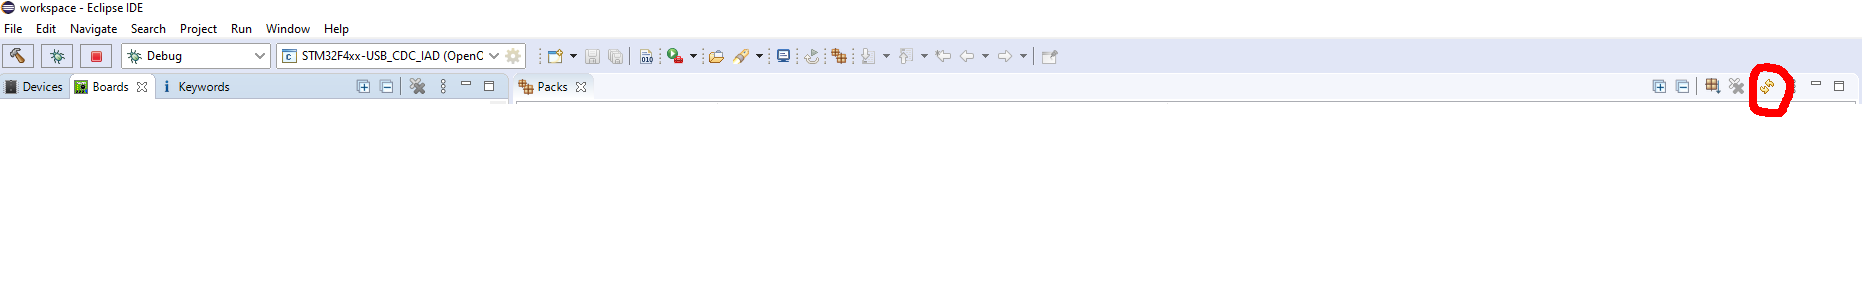 workspace - Eclipse IDE
File Edit Navigate Search Project Run Window Help
Debug STM32F4xx-USB_CDC_IAD (OpenC 010
Devices Boards Keywords Packs